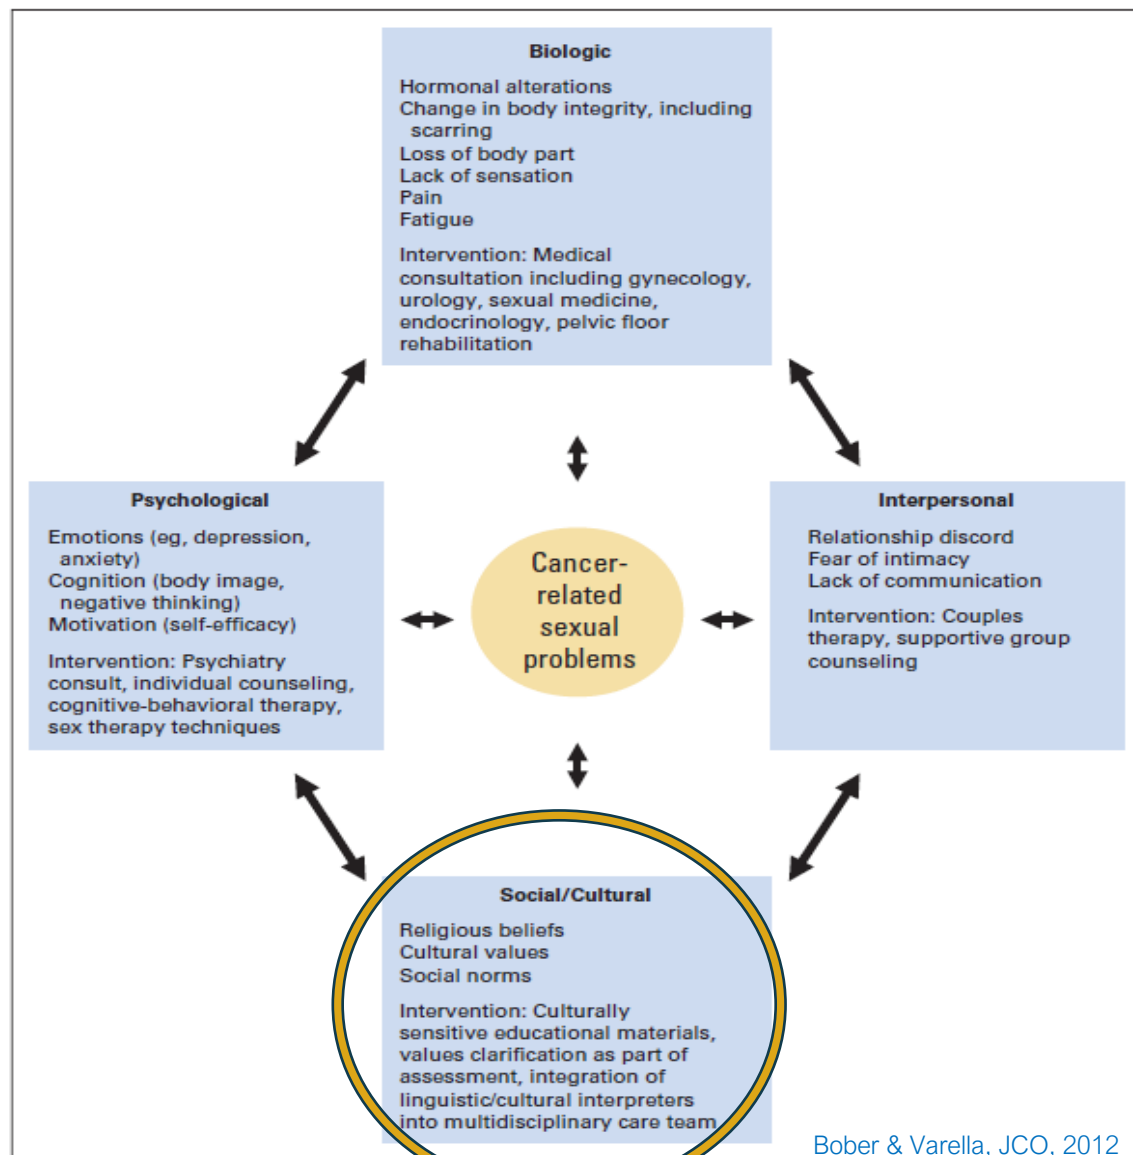 Biologic
Hormonal alterations
Change in body integrity, including
scarring
Loss of body part
Lack of sensation
Pain
Fatigue
Intervention: Medical
consultation including gynecology,
urology, sexual medicine,
endocrinology, pelvic floor
rehabilitation
Psychological
Emotions (eg, depression,
anxiety)
Cognition (body image,
negative thinking)
Motivation (self-efficacy)
Intervention: Psychiatry
consult, individual counseling,
cognitive-behavioral therapy,
sex therapy techniques
Cancer-
related
sexual
problems
Interpersonal
Relationship discord
Fear of intimacy
Lack of communication
Intervention: Couples
therapy, supportive group
counseling
Social/Cultural
Religious beliefs
Cultural values
Social norms
Intervention: Culturally
sensitive educational materials,
values clarification as part of
assessment, integration of
linguistic/cultural interpreters
into multidisciplinary care team
Bober & Varella, JCO, 2012